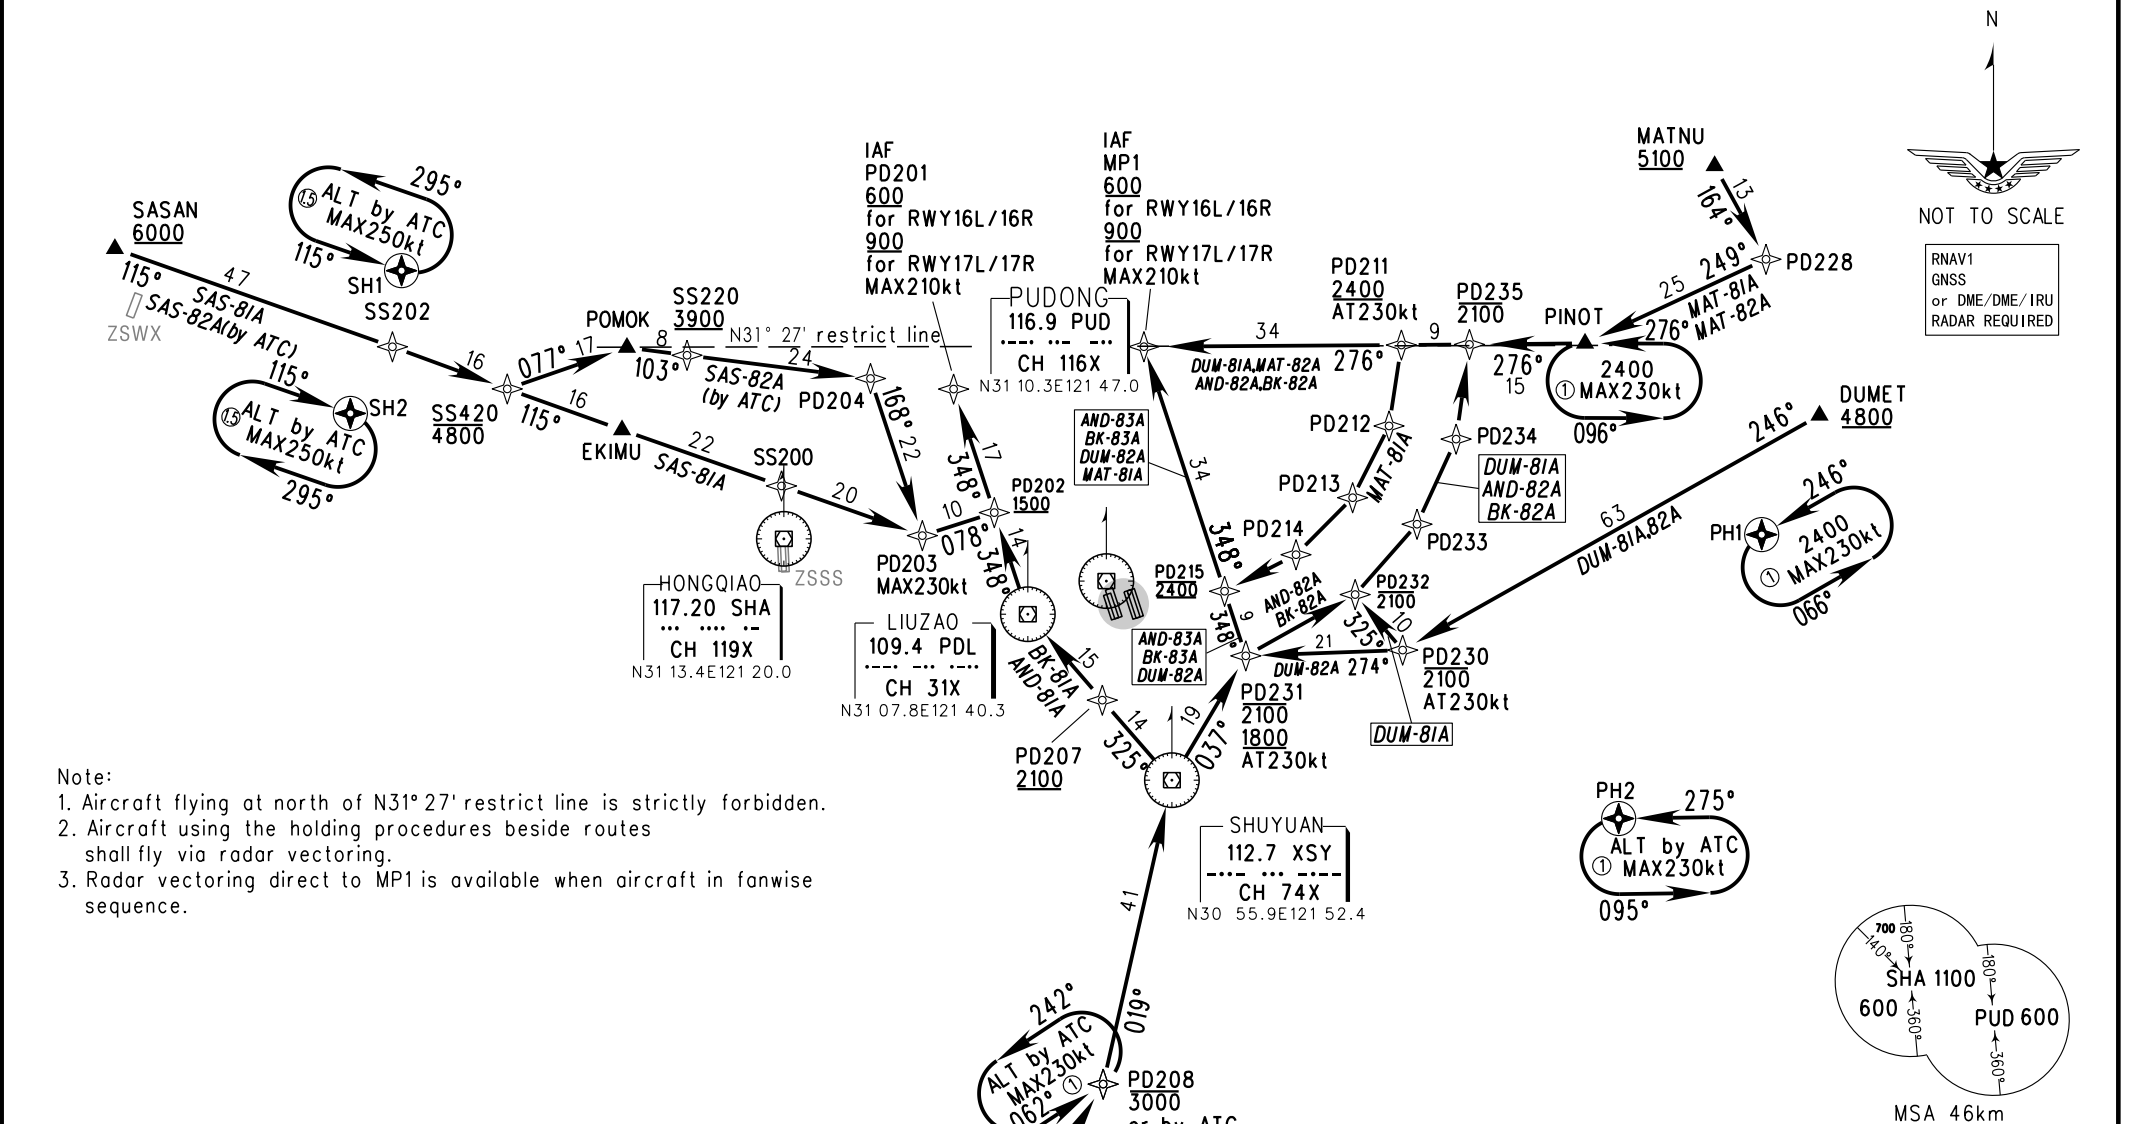 N
NOT TO SCALE
RNAV1
GNSS
or DME/DME/IRU
RADAR REQUIRED
SASAN
6000
115°
47
SAS-81A
SAS-82A(by ATC)
ZSWX
295°
1.5
ALT by ATC
MAX250kt
115°
SH1
SS202
16
115°
1.5
ALT by ATC
MAX250kt
295°
SH2
SS420
4800
077°
17
POMOK
8
103°
SS220
3900
N31° 27' restrict line
24
SAS-82A
(by ATC)
PD204
168°
22
115°
16
EKIMU
22
SAS-81A
SS200
20
ZSSS
HONGQIAO
117.20 SHA
CH 119X
N31 13.4E121 20.0
PD203
MAX230kt
10
078°
PD202
1500
17
348°
14
348°
IAF
PD201
600
for RWY16L/16R
900
for RWY17L/17R
MAX210kt
IAF
MP1
600
for RWY16L/16R
900
for RWY17L/17R
MAX210kt
PUDONG
116.9 PUD
CH 116X
N31 10.3E121 47.0
LIUZAO
109.4 PDL
CH 31X
N31 07.8E121 40.3
AND-83A
BK-83A
DUM-82A
MAT-81A
34
348°
34
DUM-81A,MAT-82A
AND-82A,BK-82A
276°
PD211
2400
AT230kt
9
PD235
2100
PINOT
276°
15
276°
2400
1
MAX230kt
096°
MATNU
5100
13
164°
PD228
249°
25
MAT-81A
MAT-82A
DUMET
4800
246°
63
DUM-81A,82A
PH1
246°
2400
1
MAX230kt
066°
PD212
MAT-81A
PD213
PD214
PD215
2400
PD234
DUM-81A
AND-82A
BK-82A
PD233
PD232
2100
AND-82A
BK-82A
9
348°
AND-83A
BK-83A
DUM-82A
10
325°
21
DUM-82A 274°
PD230
2100
AT230kt
DUM-81A
PD231
2100
1800
AT230kt
19
037°
BK-81A
AND-81A
15
PD207
2100
14
325°
SHUYUAN
112.7 XSY
CH 74X
N30 55.9E121 52.4
PH2
275°
ALT by ATC
1
MAX230kt
095°
Note:
1. Aircraft flying at north of N31° 27' restrict line is strictly forbidden.
2. Aircraft using the holding procedures beside routes
shall fly via radar vectoring.
3. Radar vectoring direct to MP1 is available when aircraft in fanwise
sequence.
41
019°
242°
ALT by ATC
MAX230kt
1
062°
PD208
3000
or by ATC
700
180°
140°
SHA 1100
600
360°
180°
PUD 600
360°
MSA 46km